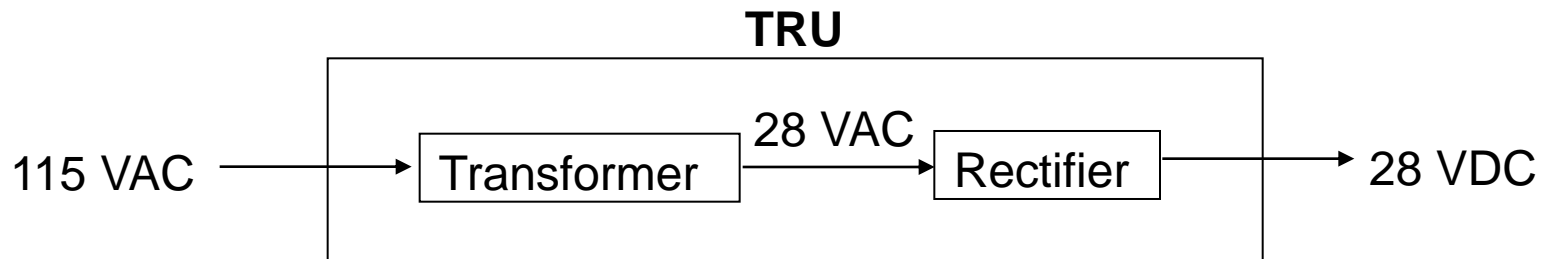 TRU
115 VAC
Transformer
28 VAC
Rectifier
28 VDC